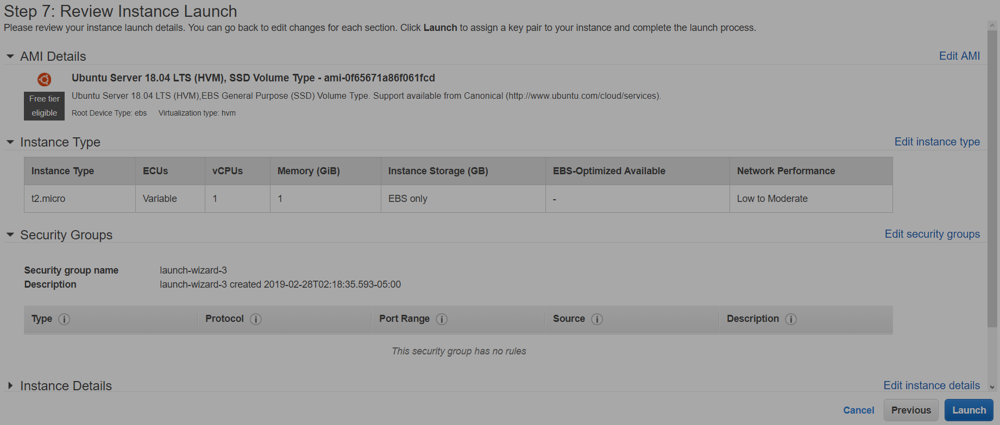 Step 7: Review Instance Launch
Please review your instance launch details. You can go back to edit changes for each section. Click Launch to assign a key pair to your instance and complete the launch process.
AMI Details
Edit AMI
Ubuntu Server 18.04 LTS (HVM), SSD Volume Type - ami-0f65671a86f061fcd
Free tier
eligible
Ubuntu Server 18.04 LTS (HVM),EBS General Purpose (SSD) Volume Type. Support available from Canonical (http://www.ubuntu.com/cloud/services).
Root Device Type: ebs Virtualization type: hvm
Instance Type
Edit instance type
Instance Type ECUs vCPUs Memory (GiB) Instance Storage (GB) EBS-Optimized Available Network Performance
t2.micro Variable 1 1 EBS only - Low to Moderate
Security Groups
Edit security groups
Security group name launch-wizard-3
Description launch-wizard-3 created 2019-02-28T02:18:35.593-05:00
Type Protocol Port Range Source Description
This security group has no rules
Instance Details
Edit instance details
Cancel Previous Launch